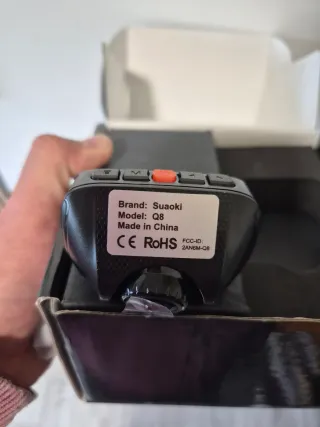 Brand: Suaoki
Model: Q8
Made in China
CE RoHS FCC-ID:
2AN6M-Q8